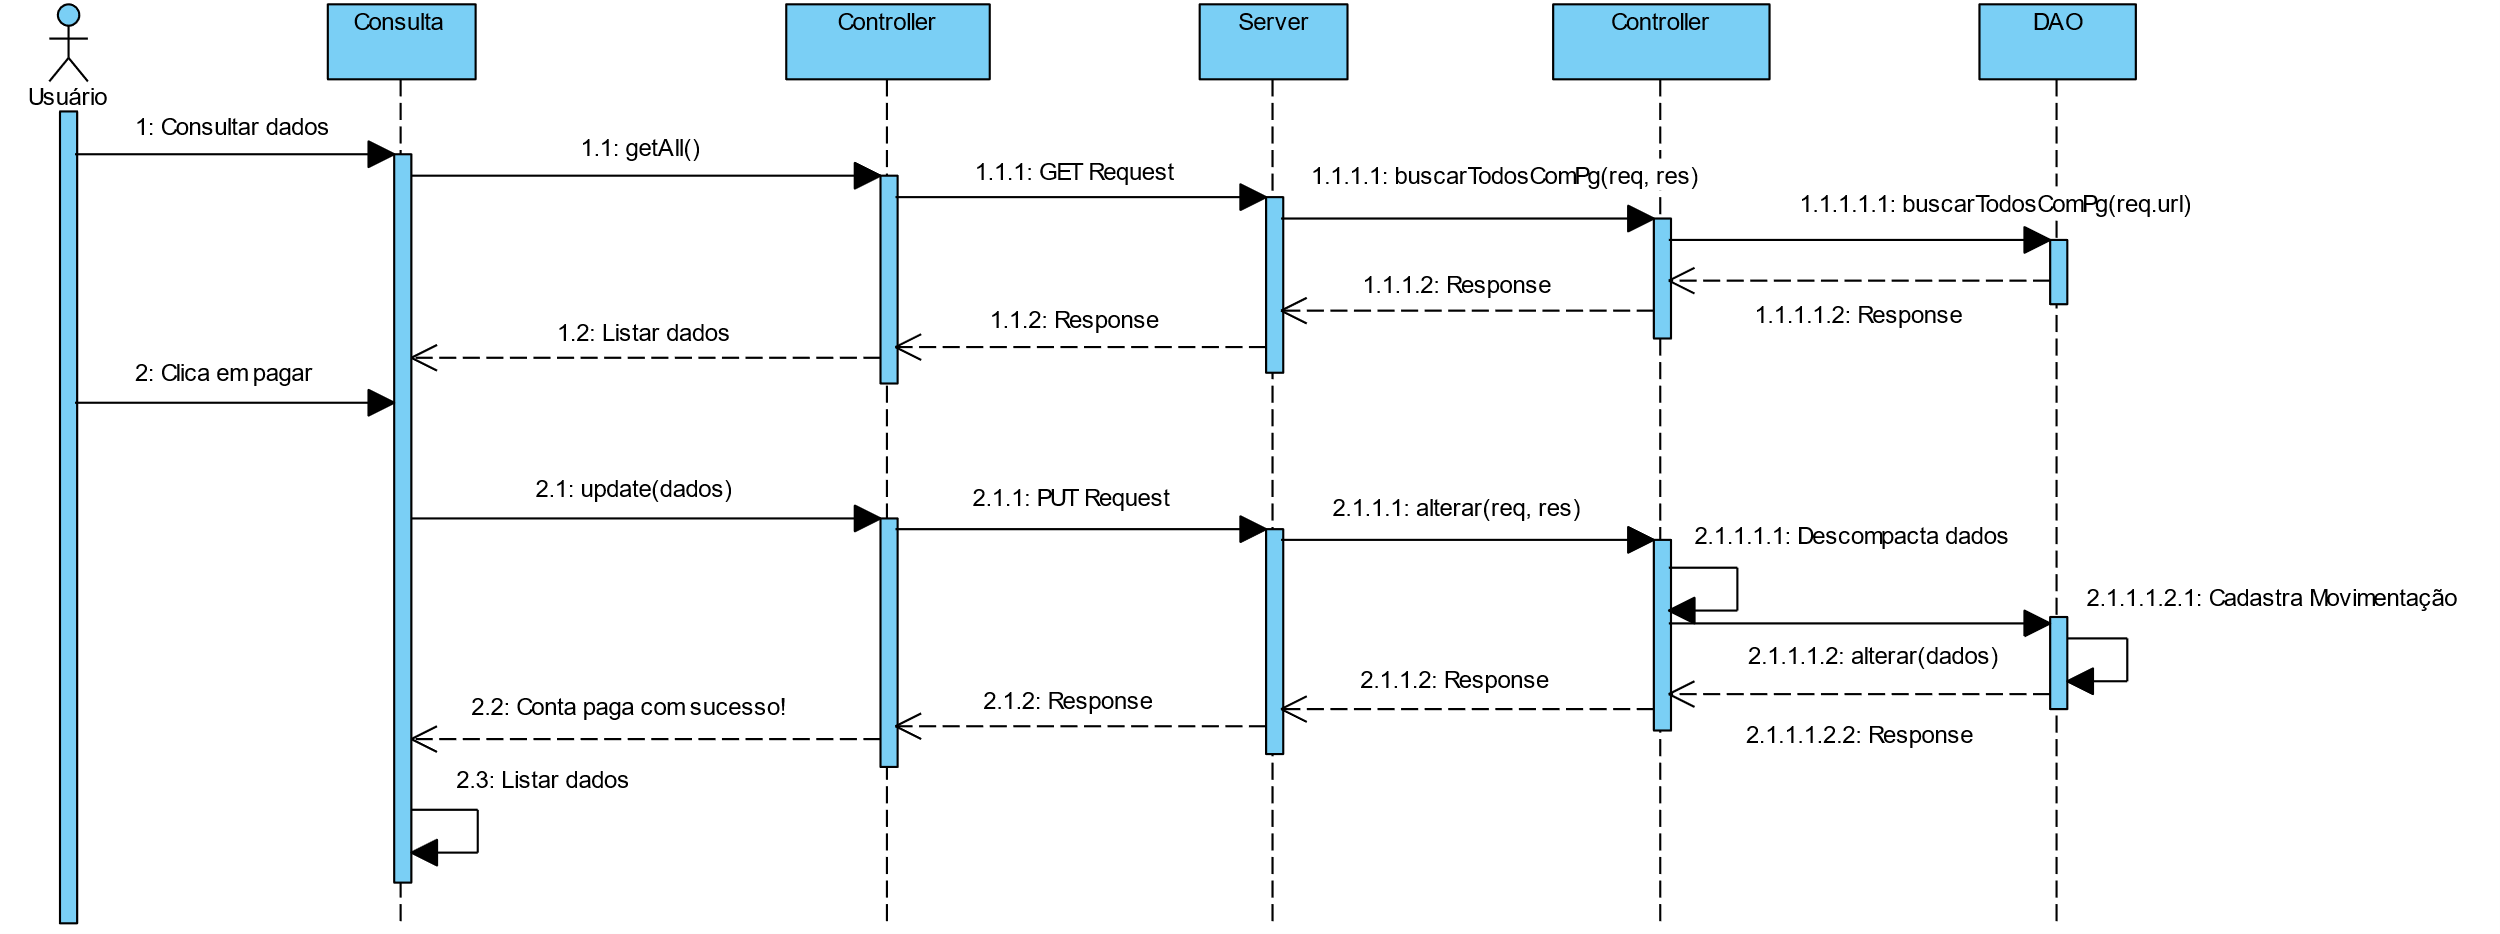 Usuário
Consulta
Controller
Server
Controller
DAO
1: Consultar dados
1.1: getAll()
1.1.1: GET Request
1.1.1.1: buscarTodosComPg(req, res)
1.1.1.1.1: buscarTodosComPg(req.url)
1.1.1.1.2: Response
1.1.1.2: Response
1.1.2: Response
1.2: Listar dados
2: Clica em pagar
2.1: update(dados)
2.1.1: PUT Request
2.1.1.1: alterar(req, res)
2.1.1.1.1: Descompacta dados
2.1.1.1.2.1: Cadastra Movimentação
2.1.1.1.2: alterar(dados)
2.1.1.1.2.2: Response
2.1.1.2: Response
2.1.2: Response
2.2: Conta paga com sucesso!
2.3: Listar dados